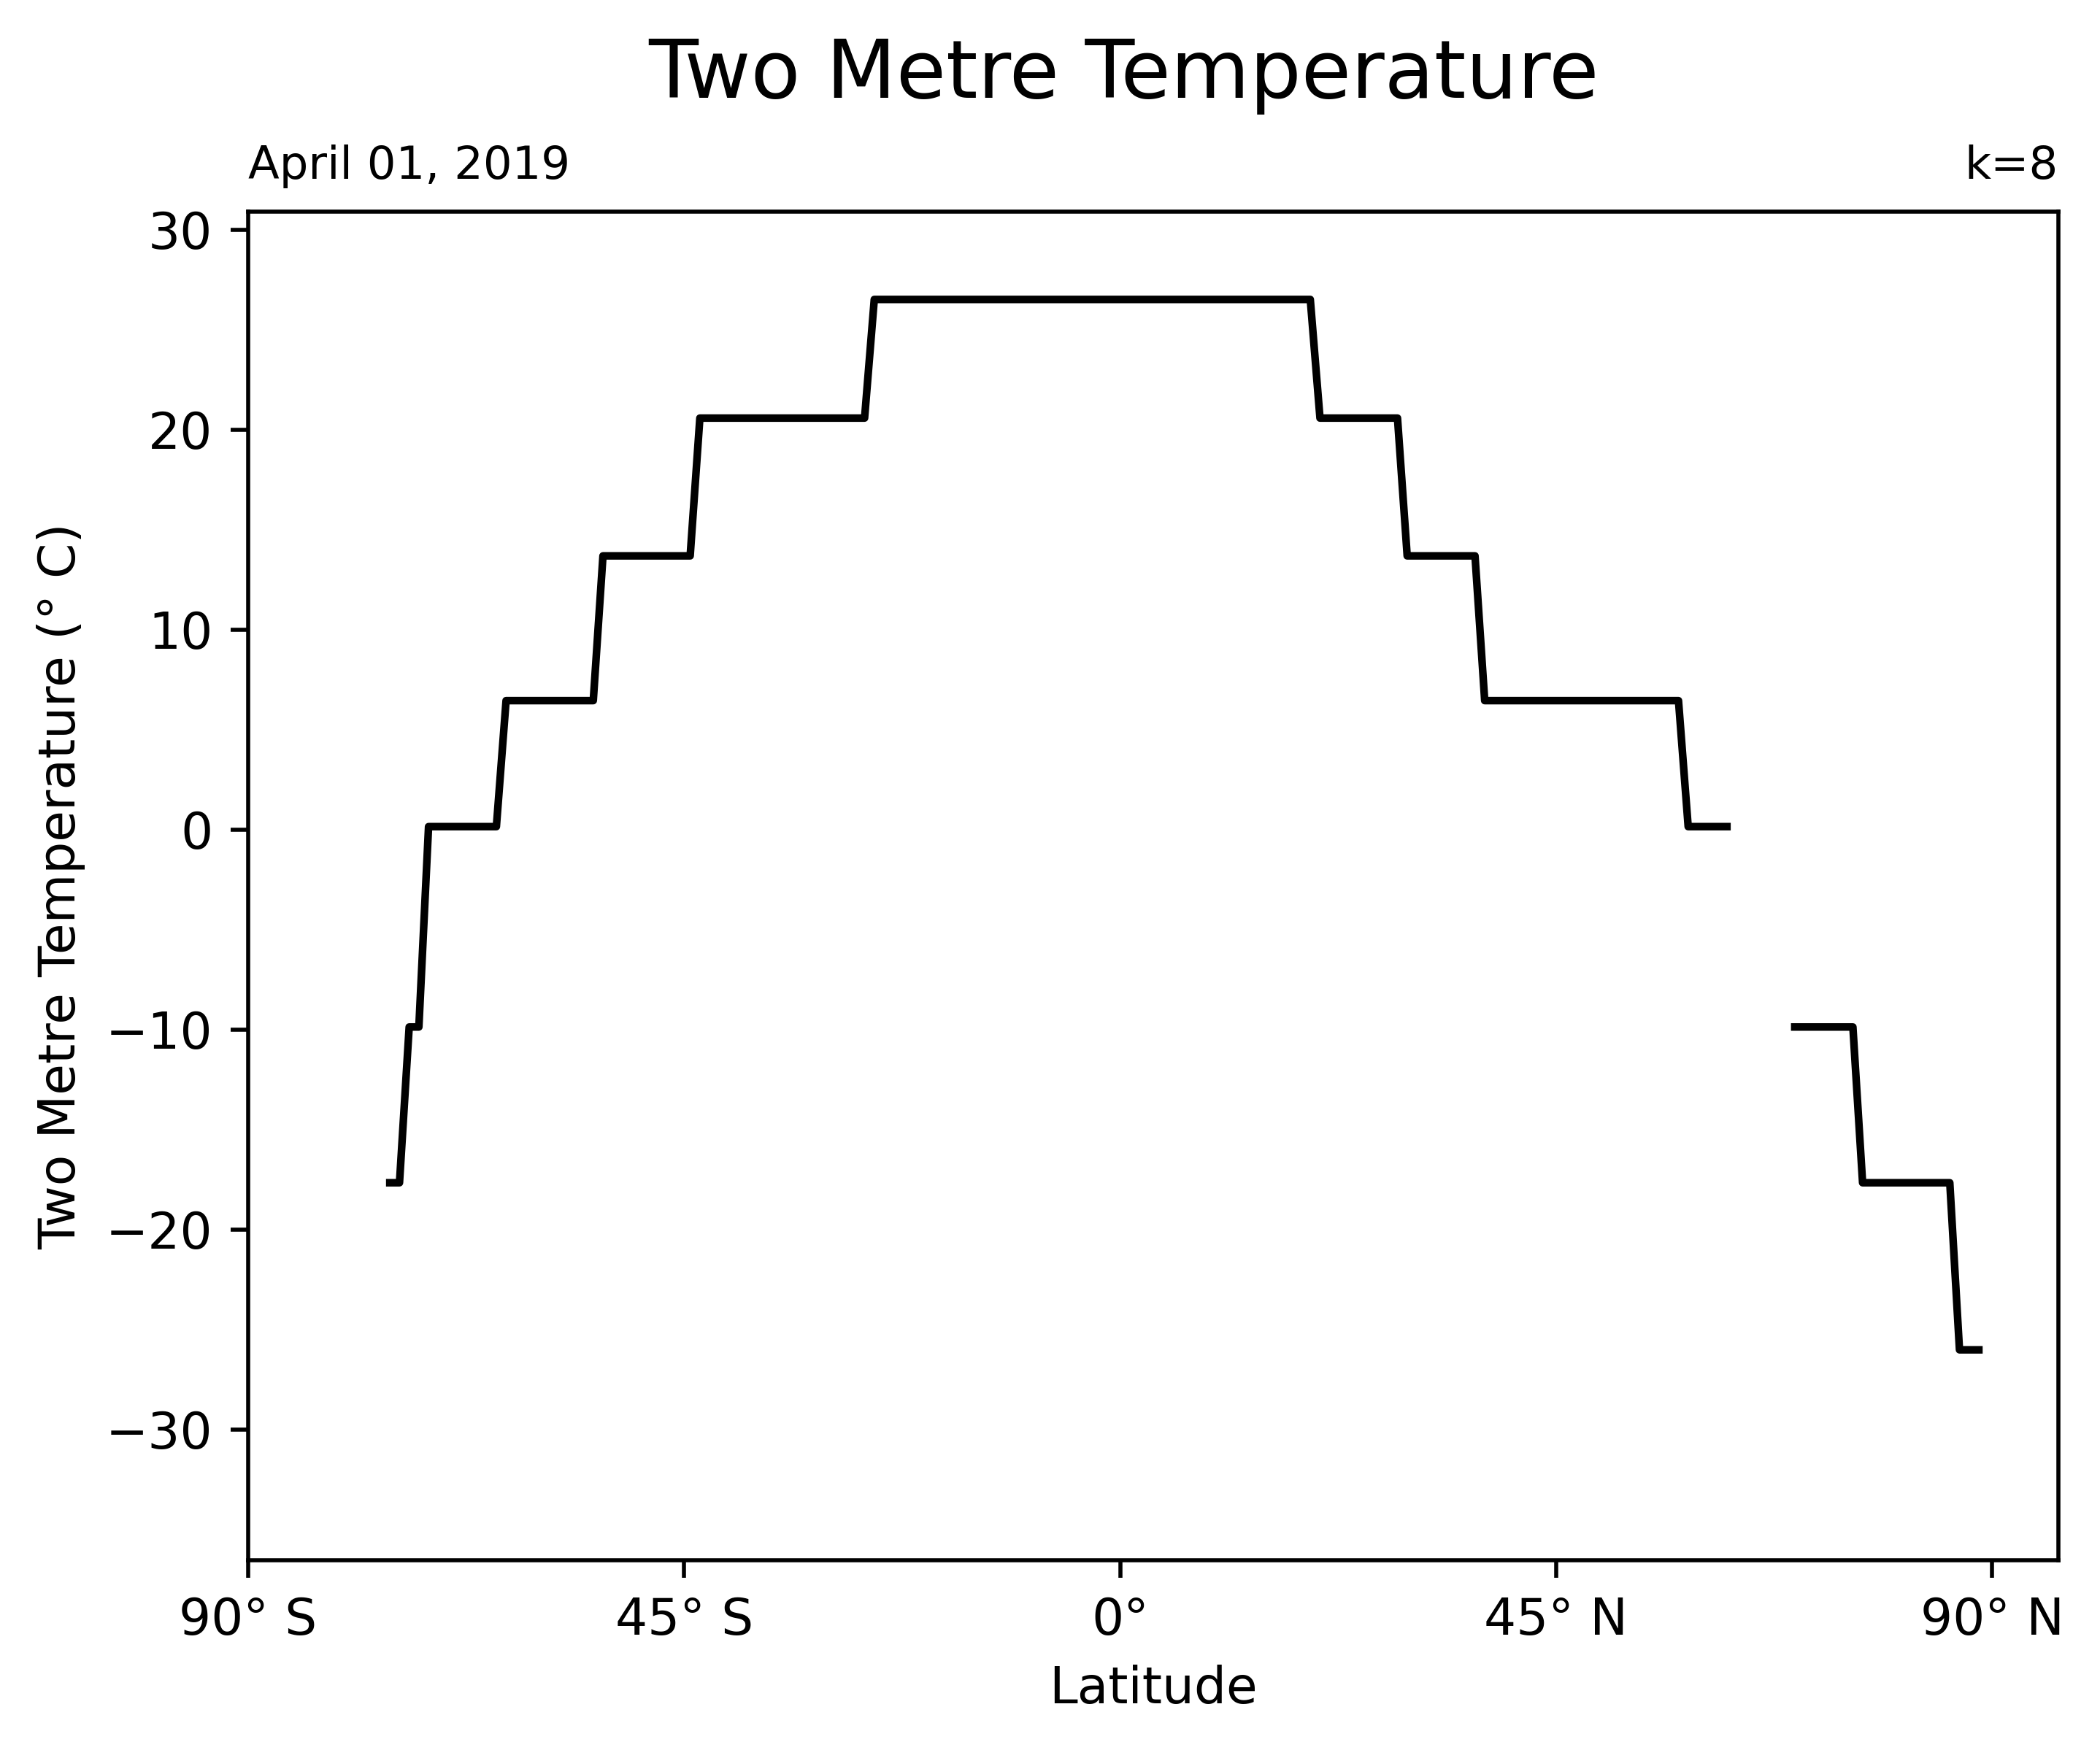 Two Metre Temperature
April 01, 2019
k=8
30
20
10
0
−10
−20
−30
Two Metre Temperature (° C)
90° S
45° S
0°
45° N
90° N
Latitude